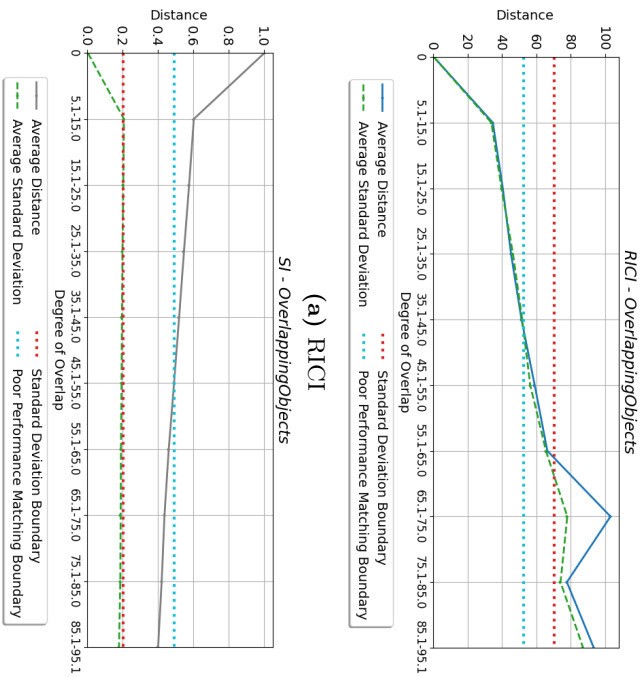 RICI - OverlappingObjects
Distance
0
20
40
60
80
100
0
5.1-15.0
15.1-25.0
25.1-35.0
35.1-45.0
45.1-55.0
55.1-65.0
65.1-75.0
75.1-85.0
85.1-95.1
Degree of Overlap
Average Distance
Average Standard Deviation
Standard Deviation Boundary
Poor Performance Matching Boundary
(a) RICI
SI - OverlappingObjects
Distance
0.0
0.2
0.4
0.6
0.8
1.0
0
5.1-15.0
15.1-25.0
25.1-35.0
35.1-45.0
45.1-55.0
55.1-65.0
65.1-75.0
75.1-85.0
85.1-95.1
Degree of Overlap
Average Distance
Average Standard Deviation
Standard Deviation Boundary
Poor Performance Matching Boundary